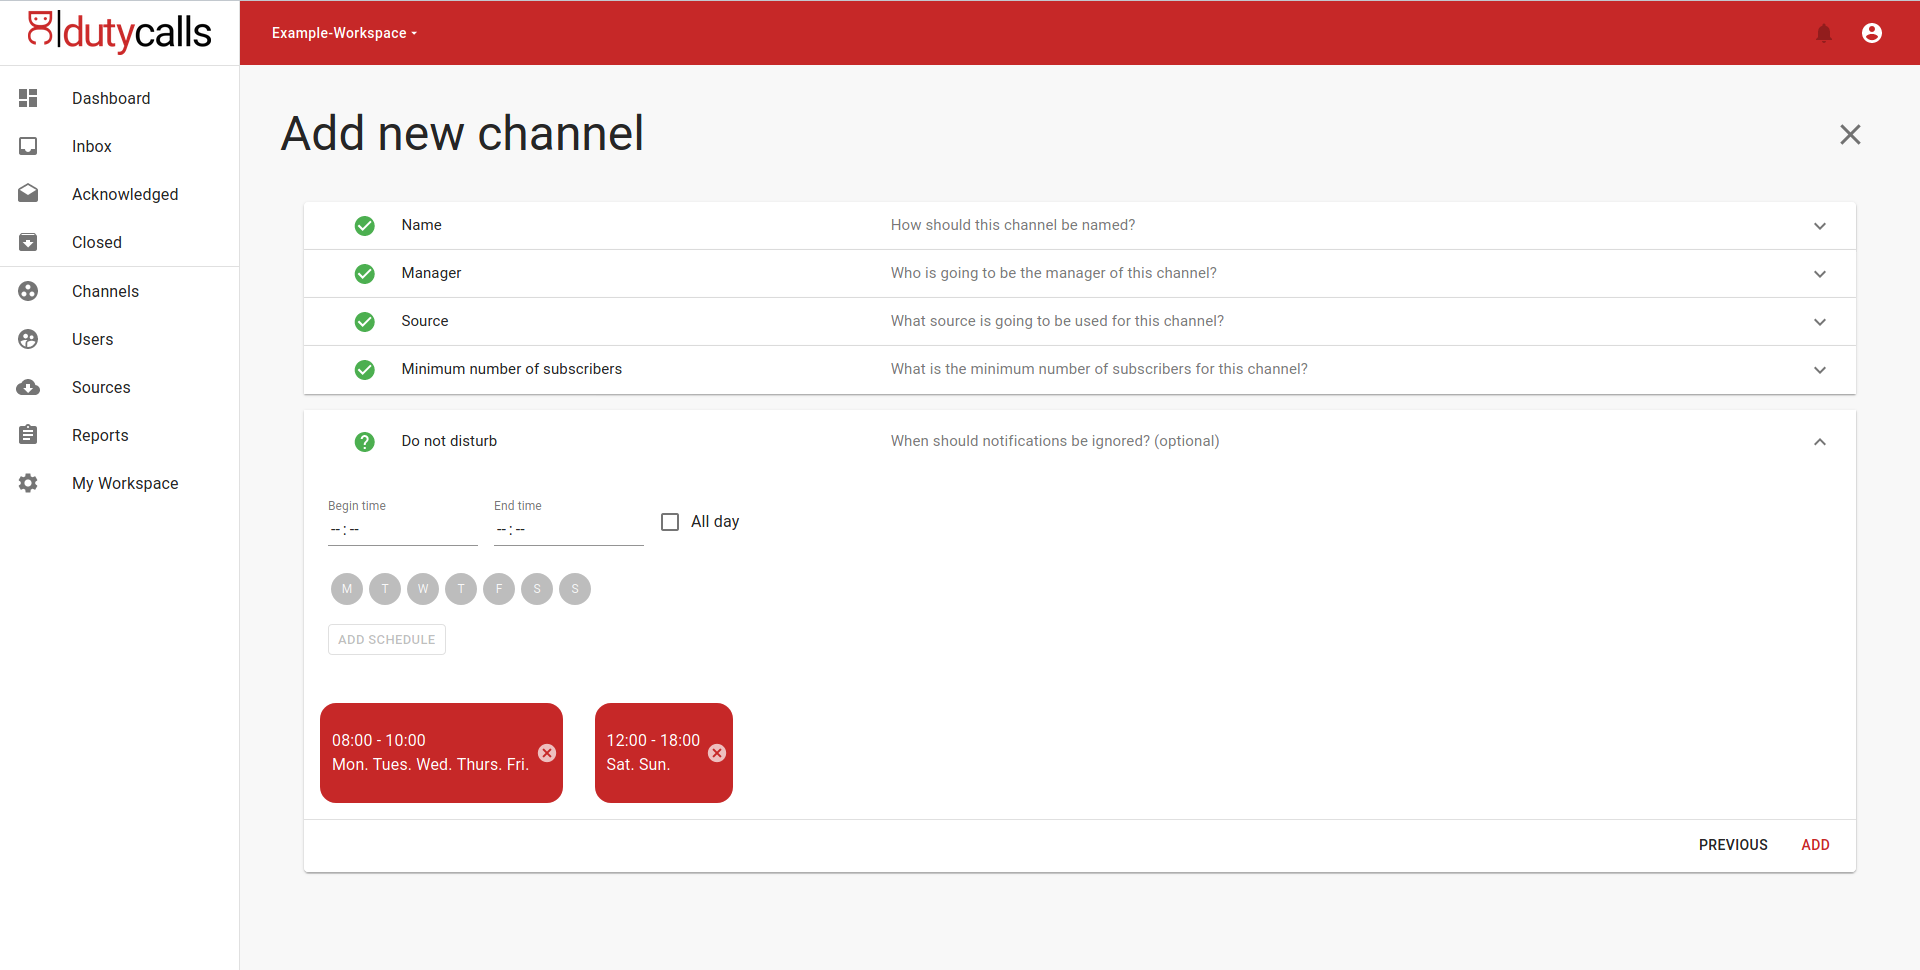 dutycalls
Example-Workspace
Dashboard
Inbox
Acknowledged
Closed
Channels
Users
Sources
Reports
My Workspace
Add new channel
Name How should this channel be named?
Manager Who is going to be the manager of this channel?
Source What source is going to be used for this channel?
Minimum number of subscribers What is the minimum number of subscribers for this channel?
Do not disturb When should notifications be ignored? (optional)
Begin time End time
--:-- --:-- All day
M T W T F S S
ADD SCHEDULE
08:00 - 10:00
Mon. Tues. Wed. Thurs. Fri.
12:00 - 18:00
Sat. Sun.
PREVIOUS ADD